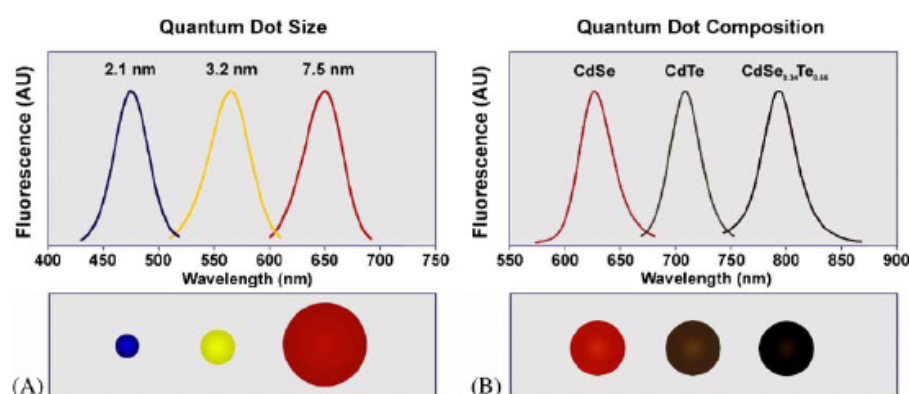 Quantum Dot Size
2.1 nm 3.2 nm 7.5 nm
Fluorescence (AU)
400 450 500 550 600 650 700 750
Wavelength (nm)
(A)
Quantum Dot Composition
CdSe CdTe CdSe₀.₃₄Te₀.₆₆
Fluorescence (AU)
550 600 650 700 750 800 850 900
Wavelength (nm)
(B)